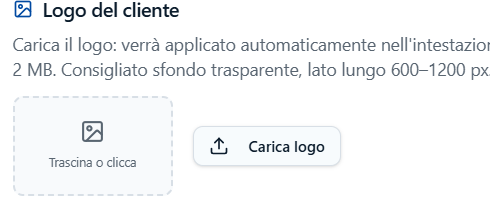 Logo del cliente
Carica il logo: verrà applicato automaticamente nell'intestazion
2 MB. Consigliato sfondo trasparente, lato lungo 600–1200 px.
Trascina o clicca
Carica logo